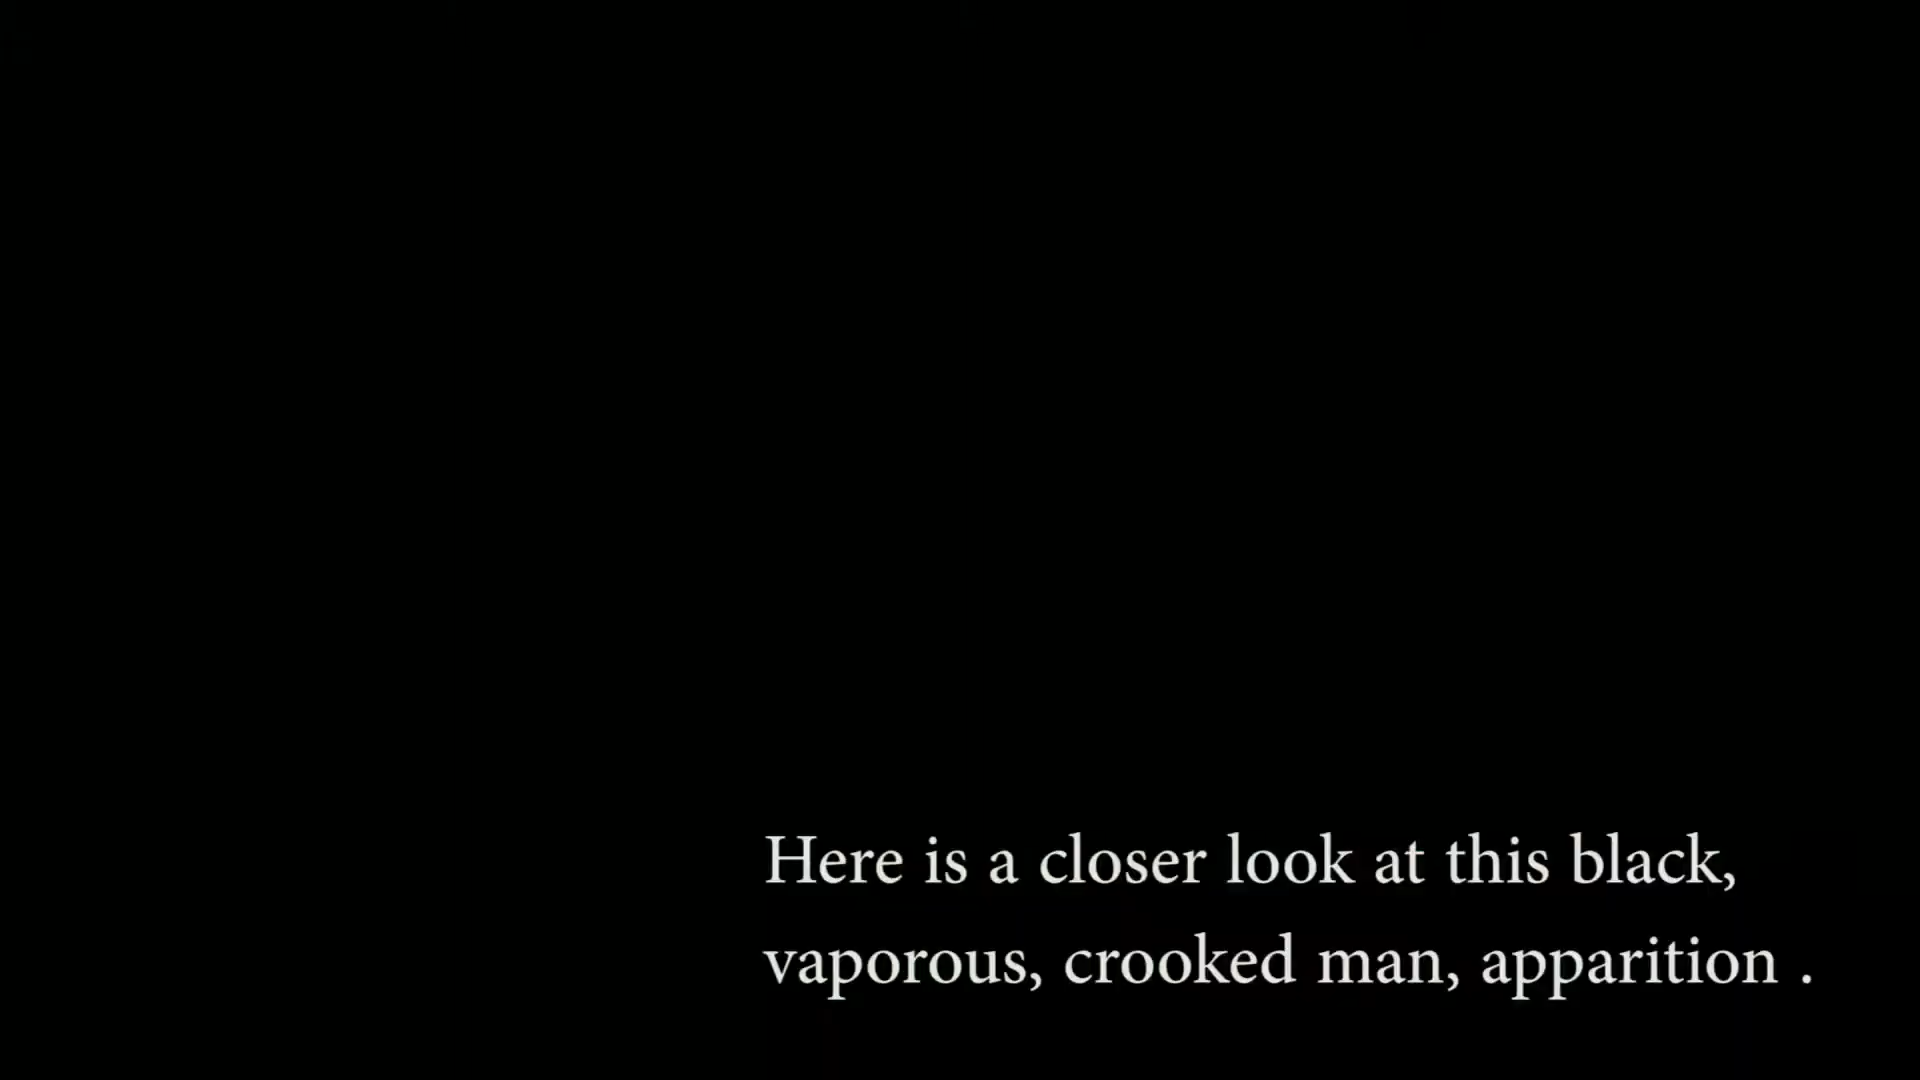 Here is a closer look at this black,
vaporous, crooked man, apparition .